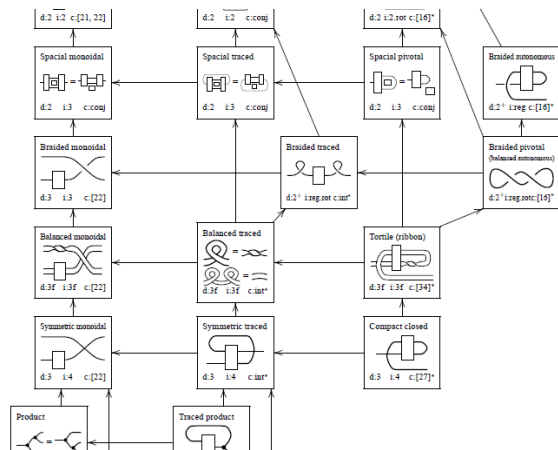 d:2 i:2 c:[21, 22]
d:2 i:2 c:conj
d:2 i:2.rot c:[16]*
Spacial monoidal
d:2 i:3 c:conj
Spacial traced
d:2 i:3 c:conj
Spacial pivotal
d:2 i:3 c:conj
Braided autonomous
d:2⁺ i:reg c:[16]*
Braided monoidal
d:3 i:3 c:[22]
Braided traced
d:2⁺ i:reg.rot c:int*
Braided pivotal
(balanced autonomous)
d:2⁺ i:reg.rot c:[16]*
Balanced monoidal
d:3f i:3f c:[22]
Balanced traced
d:3f i:3f c:int*
Tortile (ribbon)
d:3f i:3f c:[34]*
Symmetric monoidal
d:3 i:4 c:[22]
Symmetric traced
d:3 i:4 c:int*
Compact closed
d:3 i:4 c:[27]*
Product
Traced product